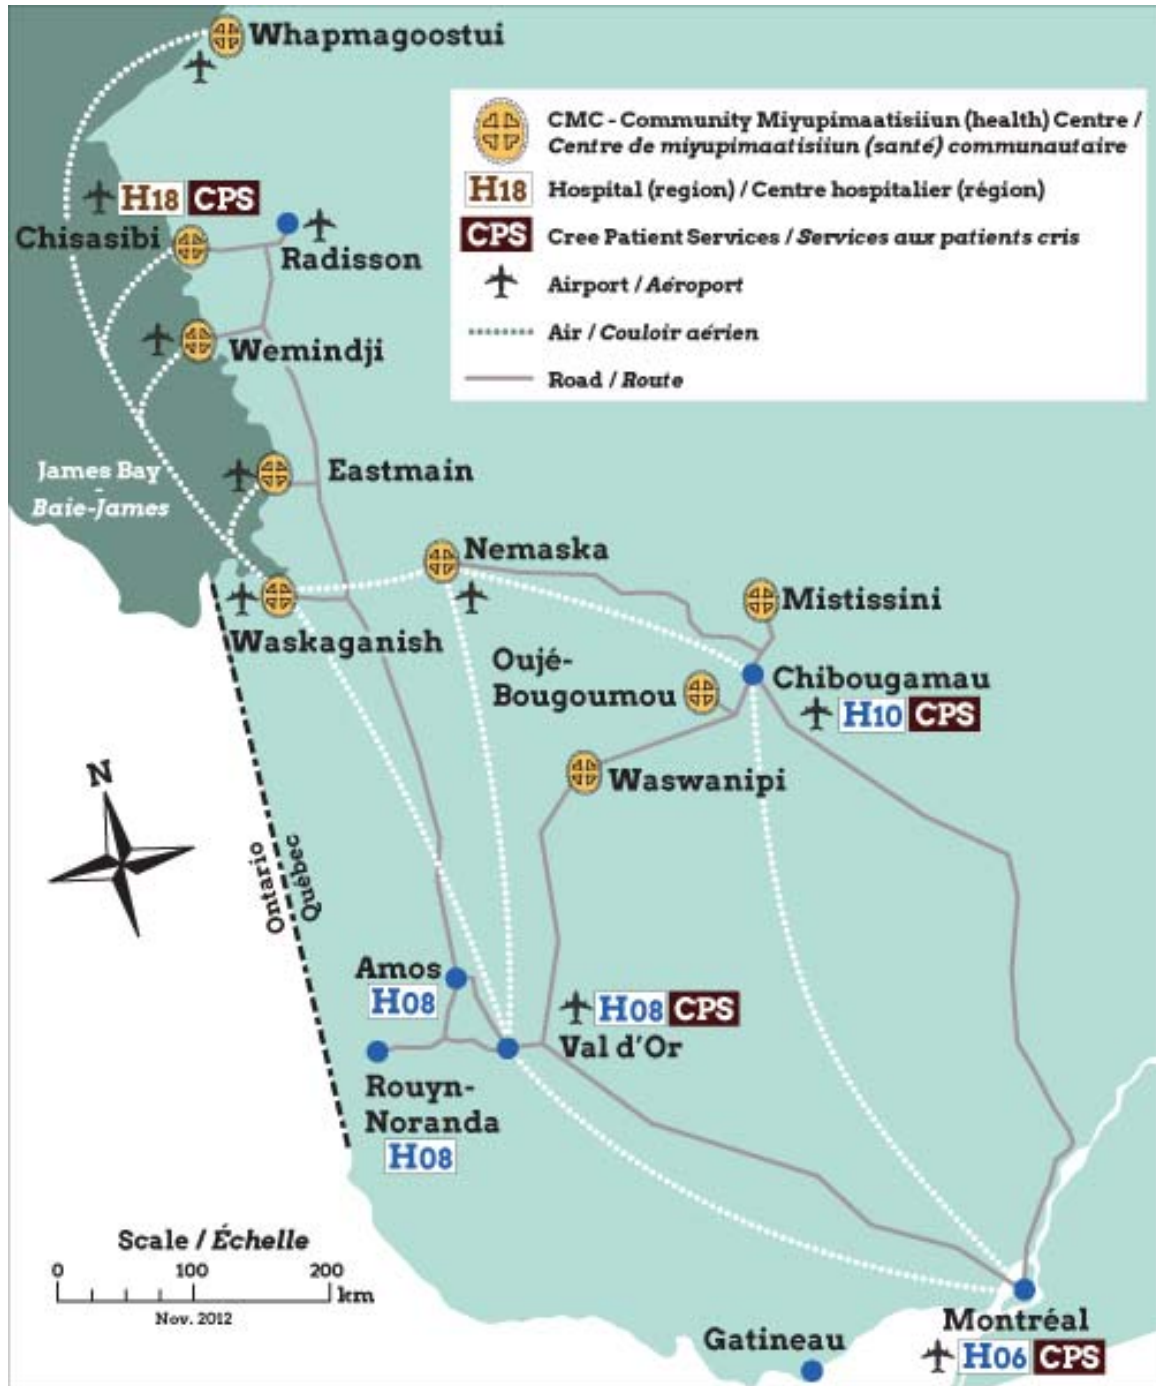 Whapmagoostui
CMC - Community Miyupimaatisiiun (health) Centre /
Centre de miyupimaatisiiun (santé) communautaire
H18 Hospital (region) / Centre hospitalier (région)
CPS Cree Patient Services / Services aux patients cris
Airport / Aéroport
Air / Couloir aérien
Road / Route
H18 CPS
Chisasibi
Radisson
Wemindji
James Bay
-
Baie-James
Eastmain
Nemaska
Waskaganish
Mistissini
Oujé-
Bougoumou
Chibougamau
H10 CPS
Waswanipi
N
Ontario
Québec
Amos
H08
H08 CPS
Val d'Or
Rouyn-
Noranda
H08
Scale / Échelle
0 100 200
km
Nov. 2012
Montréal
H06 CPS
Gatineau